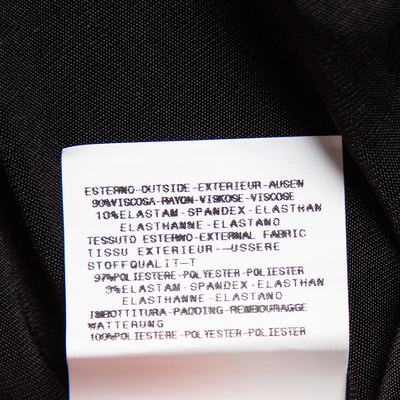 ESTERNO-OUTSIDE-EXTERIEUR-AUSEN
90%VISCOSA-RAYON-VISKOSE-VISCOSE
10%ELASTAM-SPANDEX-ELASTHAN
ELASTHANNE-ELASTANO
TESSUTO ESTERNO-EXTERNAL FABRIC
TISSU EXTERIEUR--USSERE
STOFFQUALIT-T
97%POLIESTERE-POLYESTER-POLIESTER
3%ELASTAM-SPANDEX-ELASTHAN
ELASTHANNE-ELASTANO
IMBOTTITURA-PADDING-REMBOURAGGE
WATTERUNG
100%POLIESTERE-POLYESTER-POLIESTER